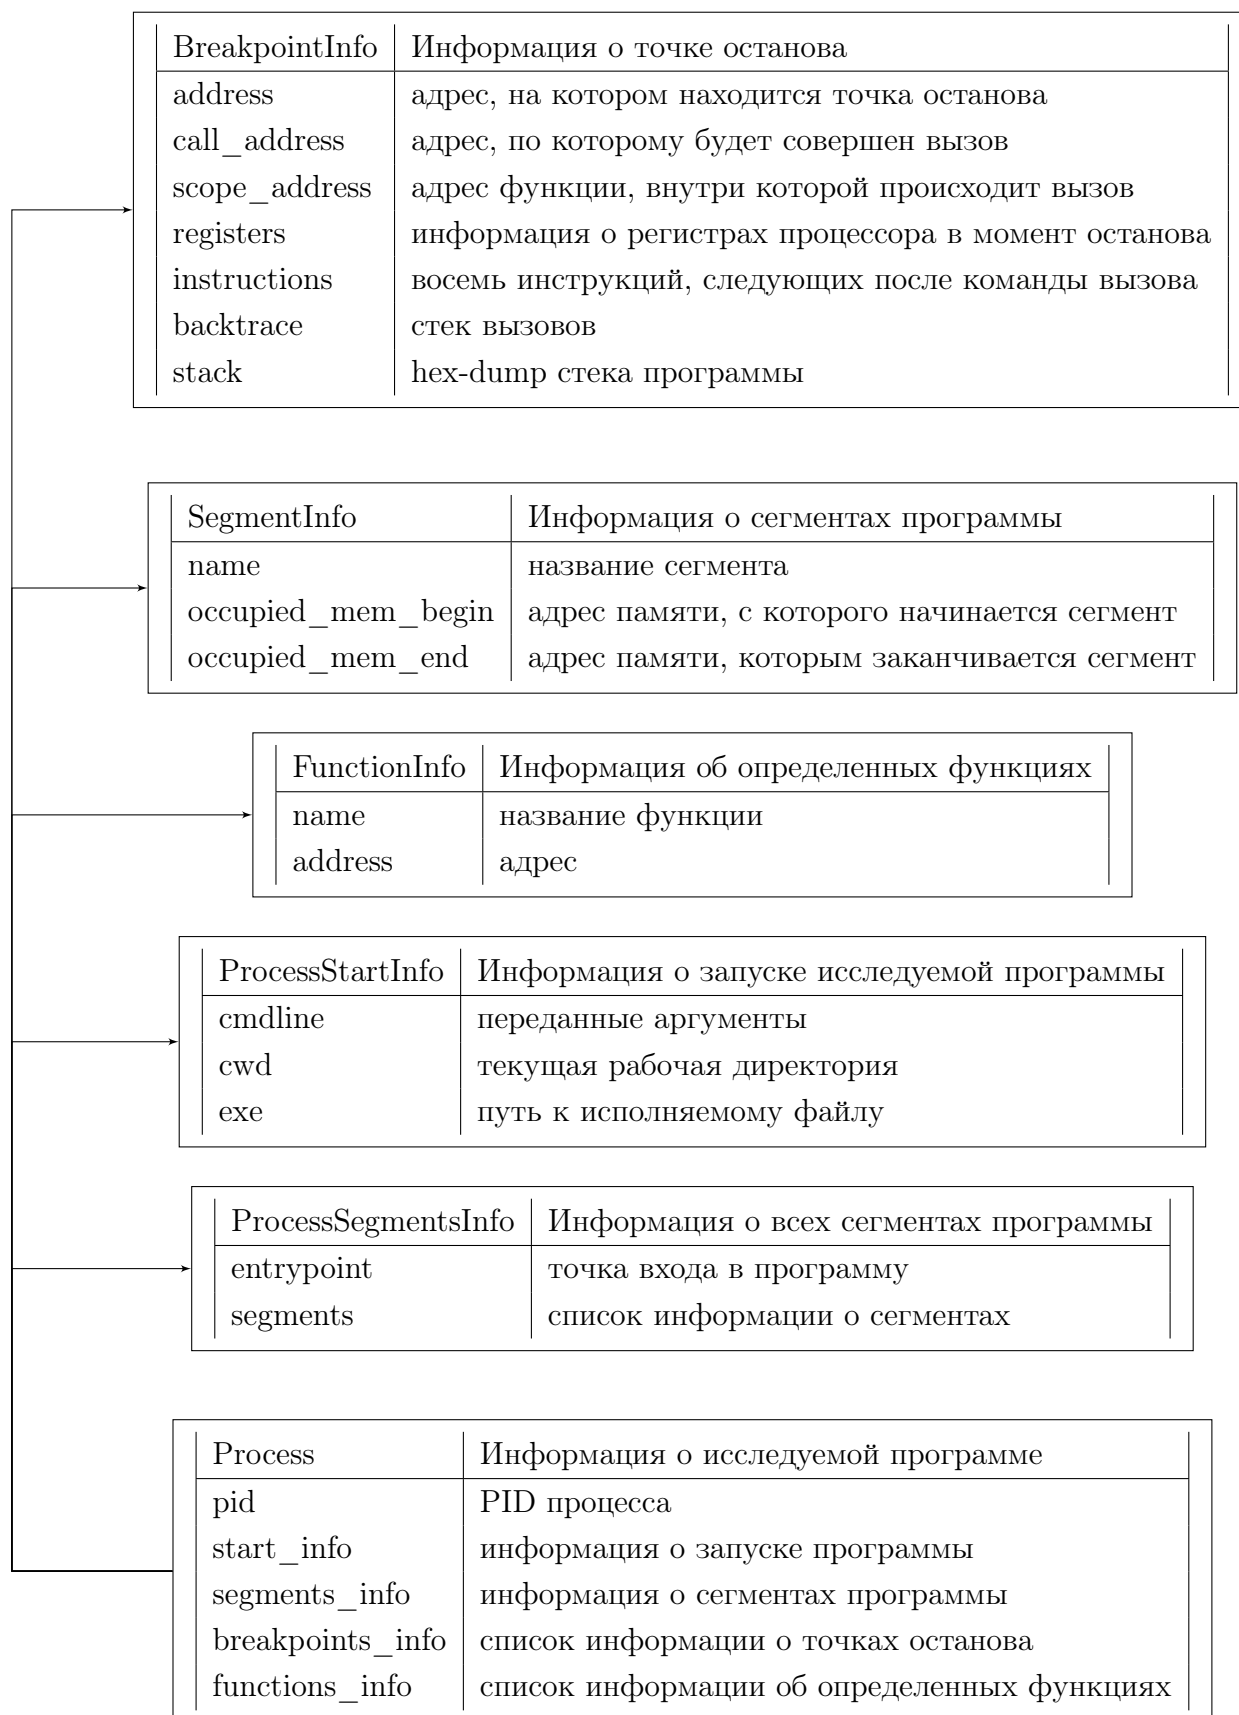 BreakpointInfo Информация о точке останова
address адрес, на котором находится точка останова
call_address адрес, по которому будет совершен вызов
scope_address адрес функции, внутри которой происходит вызов
registers информация о регистрах процессора в момент останова
instructions восемь инструкций, следующих после команды вызова
backtrace стек вызовов
stack hex-dump стека программы
SegmentInfo Информация о сегментах программы
name название сегмента
occupied_mem_begin адрес памяти, с которого начинается сегмент
occupied_mem_end адрес памяти, которым заканчивается сегмент
FunctionInfo Информация об определенных функциях
name название функции
address адрес
ProcessStartInfo Информация о запуске исследуемой программы
cmdline переданные аргументы
cwd текущая рабочая директория
exe путь к исполняемому файлу
ProcessSegmentsInfo Информация о всех сегментах программы
entrypoint точка входа в программу
segments список информации о сегментах
Process Информация о исследуемой программе
pid PID процесса
start_info информация о запуске программы
segments_info информация о сегментах программы
breakpoints_info список информации о точках останова
functions_info список информации об определенных функциях